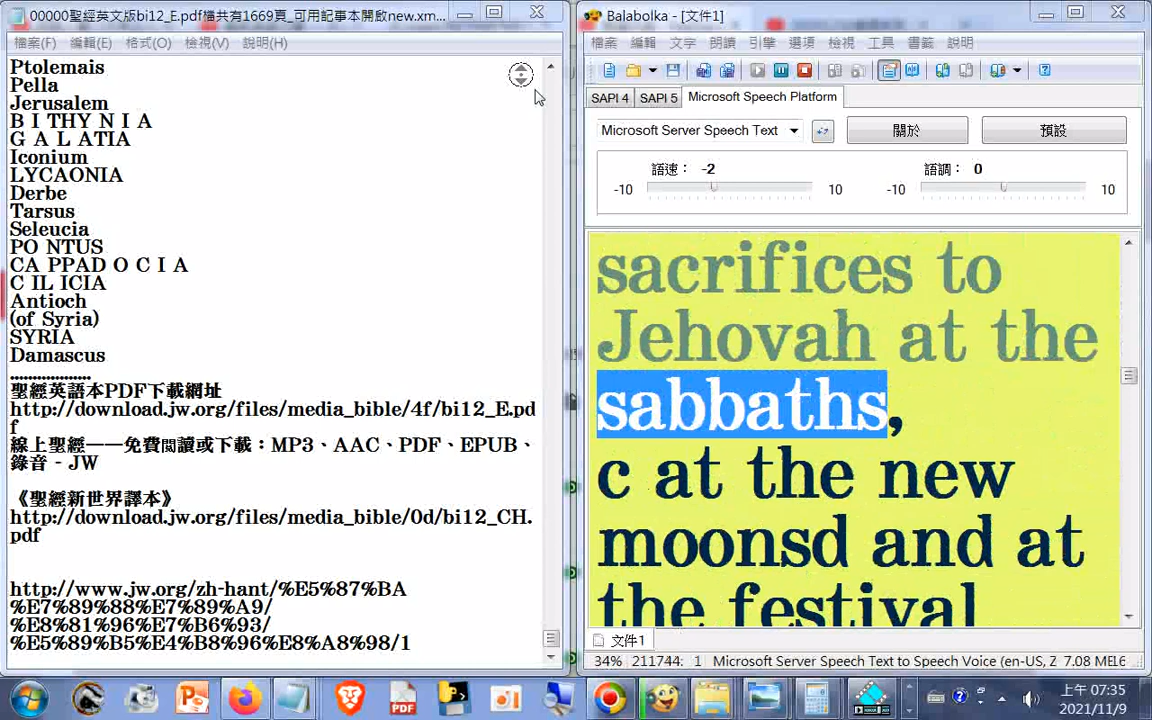 00000聖經英文版bi12_E.pdf檔共有1669頁_可用記事本開啟new.xm...
檔案(F) 編輯(E) 格式(O) 檢視(V) 說明(H)
Ptolemais
Pella
Jerusalem
B I THY N I A
G A L ATIA
Iconium
LYCAONIA
Derbe
Tarsus
Seleucia
PO NTUS
CA PPAD O C I A
C IL ICIA
Antioch
(of Syria)
SYRIA
Damascus
..................
聖經英語本PDF下載網址
http://download.jw.org/files/media_bible/4f/bi12_E.pd
f
線上聖經——免費閱讀或下載：MP3、AAC、PDF、EPUB、
錄音 - JW
《聖經新世界譯本》
http://download.jw.org/files/media_bible/0d/bi12_CH.
pdf
http://www.jw.org/zh-hant/%E5%87%BA
%E7%89%88%E7%89%A9/
%E8%81%96%E7%B6%93/
%E5%89%B5%E4%B8%96%E8%A8%98/1
Balabolka - [文件1]
檔案 編輯 文字 朗讀 引擎 選項 檢視 工具 書籤 說明
SAPI 4 SAPI 5 Microsoft Speech Platform
Microsoft Server Speech Text 關於 預設
語速： -2 語調： 0
-10 10 -10 10
sacrifices to
Jehovah at the
sabbaths,
c at the new
moonsd and at
the festival
文件1
34% 211744: 1 Microsoft Server Speech Text to Speech Voice (en-US, Z 7.08 МЕГ
PDF
上午 07:35
2021/11/9